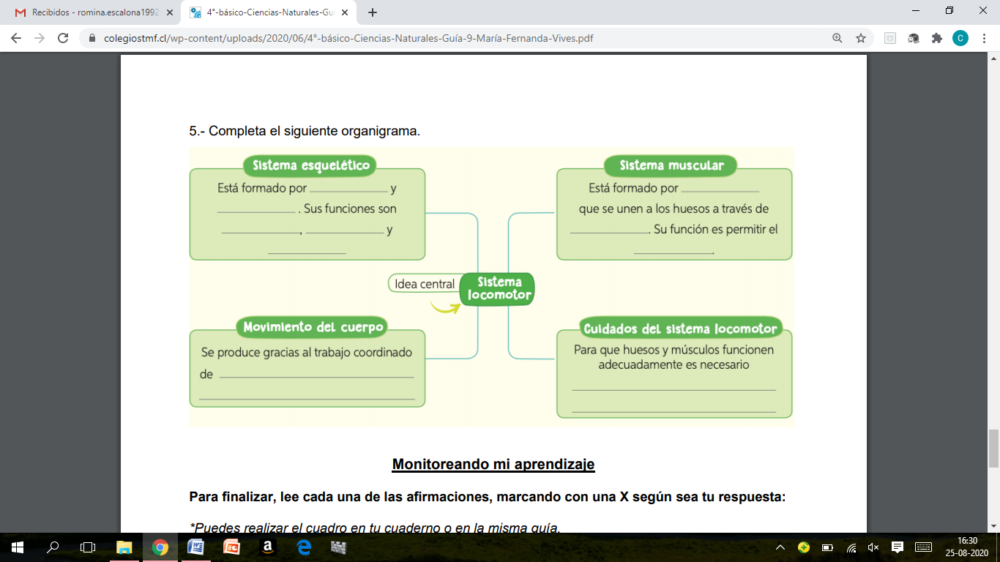 Recibidos - romina.escalona1992
4°-básico-Ciencias-Naturales-Gu
colegiostmf.cl/wp-content/uploads/2020/06/4°-básico-Ciencias-Naturales-Guía-9-María-Fernanda-Vives.pdf
C
5.- Completa el siguiente organigrama.
Sistema esquelético
Está formado por ____________ y
____________ . Sus funciones son
____________, ____________ y
____________
Sistema muscular
Está formado por ____________
que se unen a los huesos a través de
____________. Su función es permitir el
____________.
Idea central
Sistema
locomotor
Movimiento del cuerpo
Se produce gracias al trabajo coordinado
de ______________________________
______________________________
Cuidados del sistema locomotor
Para que huesos y músculos funcionen
adecuadamente es necesario
______________________________
______________________________
Monitoreando mi aprendizaje
Para finalizar, lee cada una de las afirmaciones, marcando con una X según sea tu respuesta:
*Puedes realizar el cuadro en tu cuaderno o en la misma guía.
16:30
25-08-2020